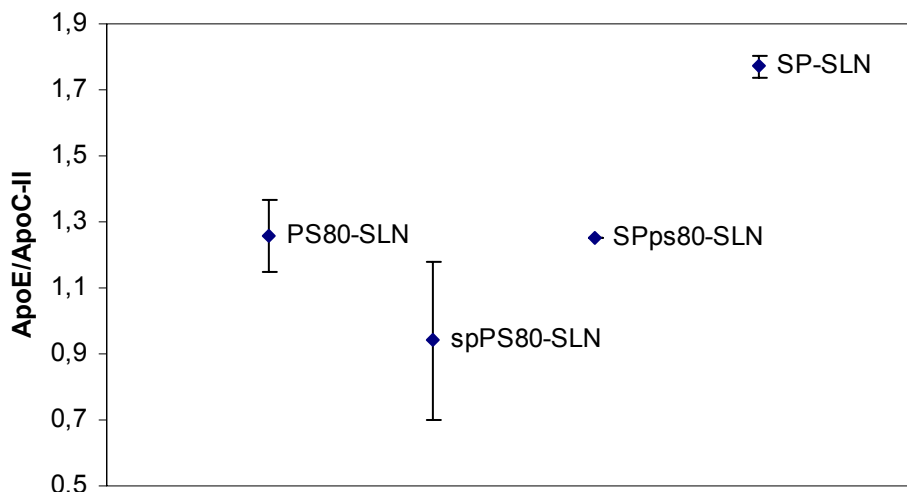 1,9
1,7
1,5
1,3
1,1
0,9
0,7
0,5
ApoE/ApoC-II
SP-SLN
PS80-SLN
SPps80-SLN
spPS80-SLN